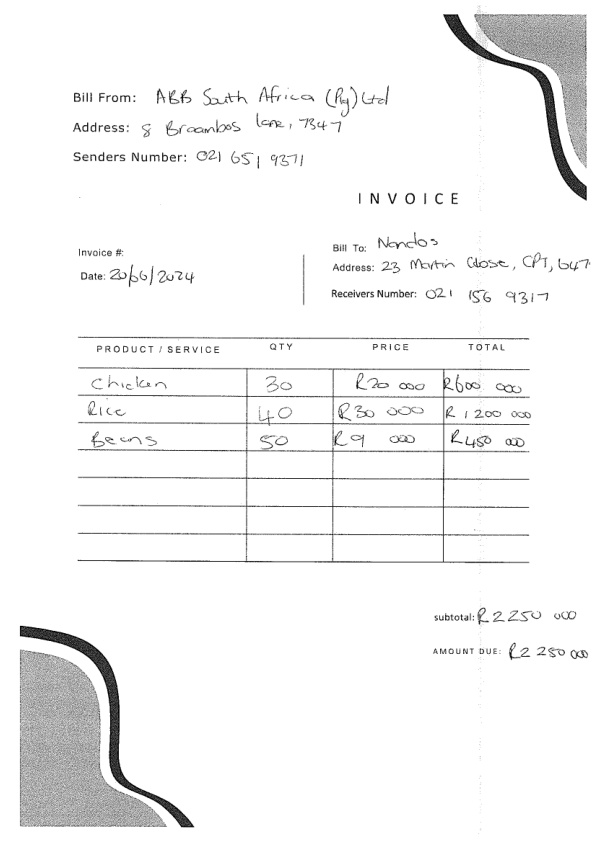 Bill From: ABB South Africa (Pty) Ltd
Address: 8 Braambos Lane, 7347
Senders Number: 021 651 9371
INVOICE
Invoice #:
Date: 20/06/2024
Bill To: Nandos
Address: 23 Martin Close, CPT, 647
Receivers Number: 021 156 9317
PRODUCT / SERVICE QTY PRICE TOTAL
Chicken 30 R20 000 R600 000
Rice 40 R30 000 R 1 200 000
Beans 50 R9 000 R450 000
subtotal: R2 250 000
AMOUNT DUE: R2 250 000